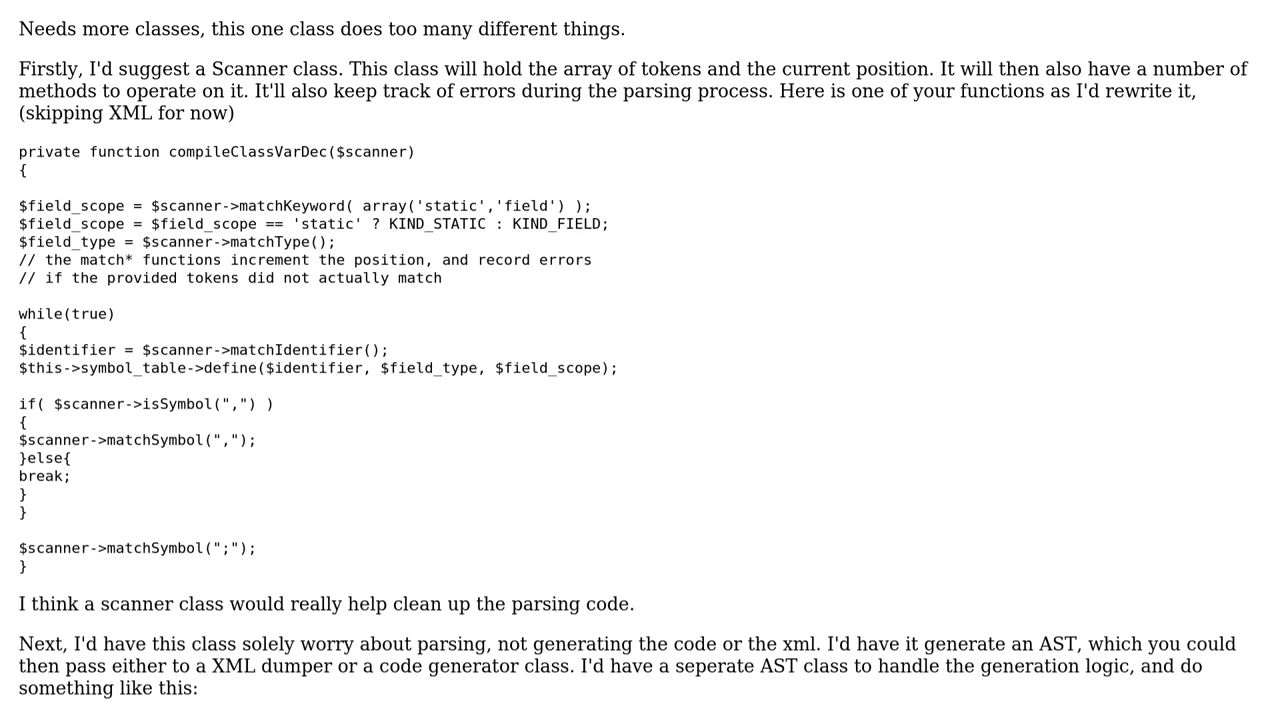 Needs more classes, this one class does too many different things.
Firstly, I'd suggest a Scanner class. This class will hold the array of tokens and the current position. It will then also have a number of
methods to operate on it. It'll also keep track of errors during the parsing process. Here is one of your functions as I'd rewrite it,
(skipping XML for now)
private function compileClassVarDec($scanner)
{
$field_scope = $scanner->matchKeyword( array('static','field') );
$field_scope = $field_scope == 'static' ? KIND_STATIC : KIND_FIELD;
$field_type = $scanner->matchType();
// the match* functions increment the position, and record errors
// if the provided tokens did not actually match
while(true)
{
$identifier = $scanner->matchIdentifier();
$this->symbol_table->define($identifier, $field_type, $field_scope);
if( $scanner->isSymbol(",") )
{
$scanner->matchSymbol(",");
}else{
break;
}
}
$scanner->matchSymbol(";");
}
I think a scanner class would really help clean up the parsing code.
Next, I'd have this class solely worry about parsing, not generating the code or the xml. I'd have it generate an AST, which you could
then pass either to a XML dumper or a code generator class. I'd have a seperate AST class to handle the generation logic, and do
something like this: